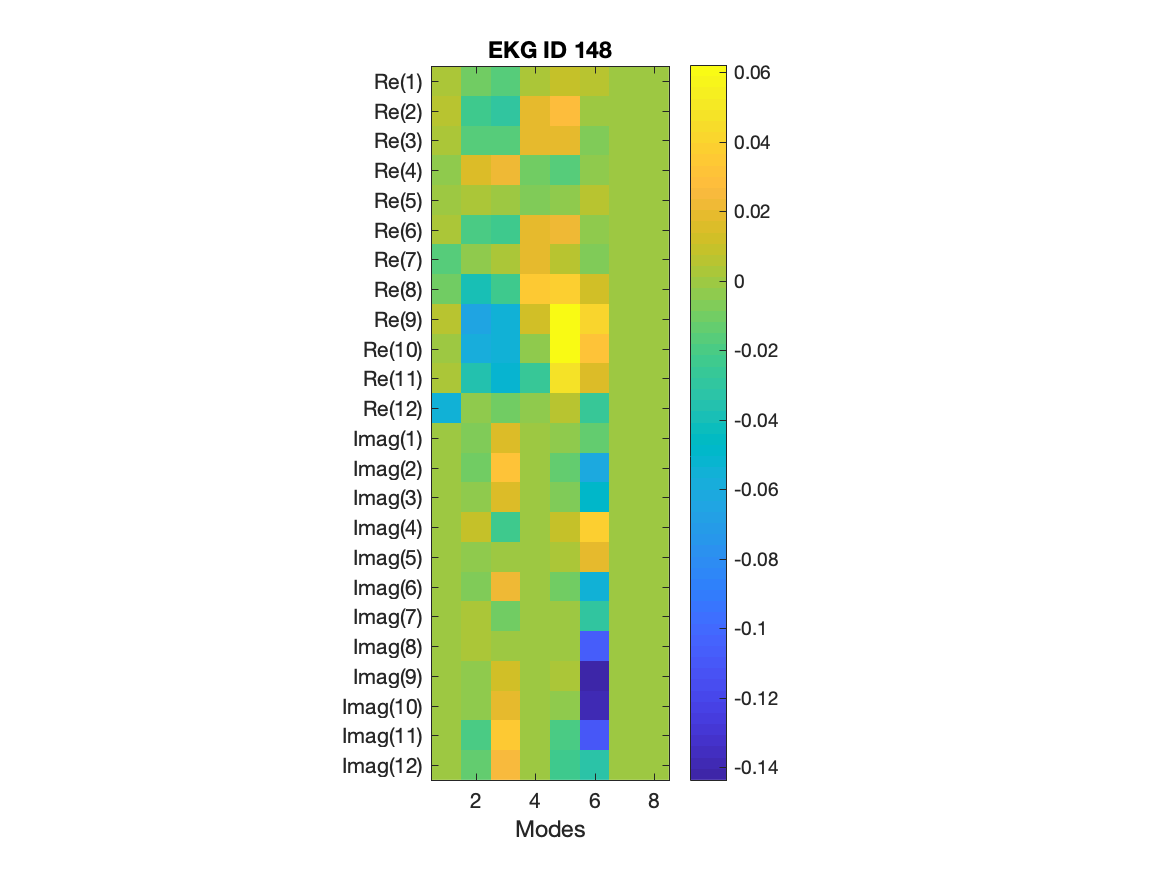 EKG ID 148
Re(1)
Re(2)
Re(3)
Re(4)
Re(5)
Re(6)
Re(7)
Re(8)
Re(9)
Re(10)
Re(11)
Re(12)
Imag(1)
Imag(2)
Imag(3)
Imag(4)
Imag(5)
Imag(6)
Imag(7)
Imag(8)
Imag(9)
Imag(10)
Imag(11)
Imag(12)
2 4 6 8
Modes
0.06
0.04
0.02
0
-0.02
-0.04
-0.06
-0.08
-0.1
-0.12
-0.14